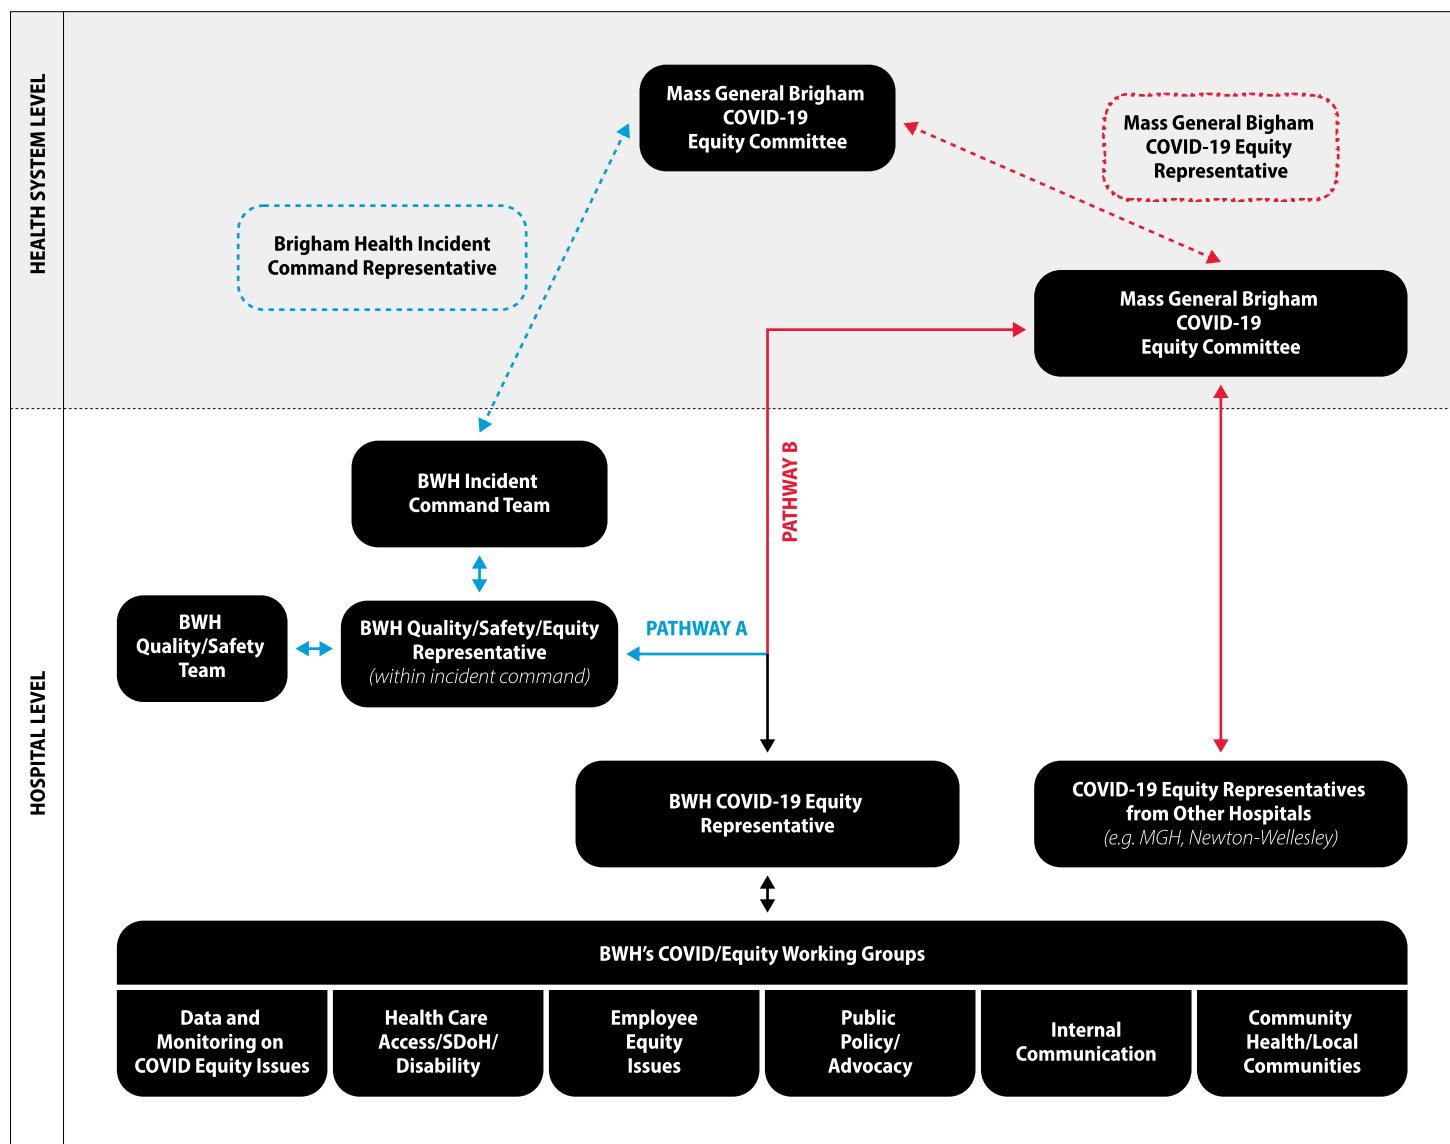 HEALTH SYSTEM LEVEL
Mass General Brigham
COVID-19
Equity Committee
Mass General Bigham
COVID-19 Equity
Representative
Brigham Health Incident
Command Representative
Mass General Brigham
COVID-19
Equity Committee
HOSPITAL LEVEL
BWH Incident
Command Team
PATHWAY B
BWH
Quality/Safety
Team
BWH Quality/Safety/Equity
Representative
(within incident command)
PATHWAY A
BWH COVID-19 Equity
Representative
COVID-19 Equity Representatives
from Other Hospitals
(e.g. MGH, Newton-Wellesley)
BWH’s COVID/Equity Working Groups
Data and
Monitoring on
COVID Equity Issues
Health Care
Access/SDoH/
Disability
Employee
Equity
Issues
Public
Policy/
Advocacy
Internal
Communication
Community
Health/Local
Communities